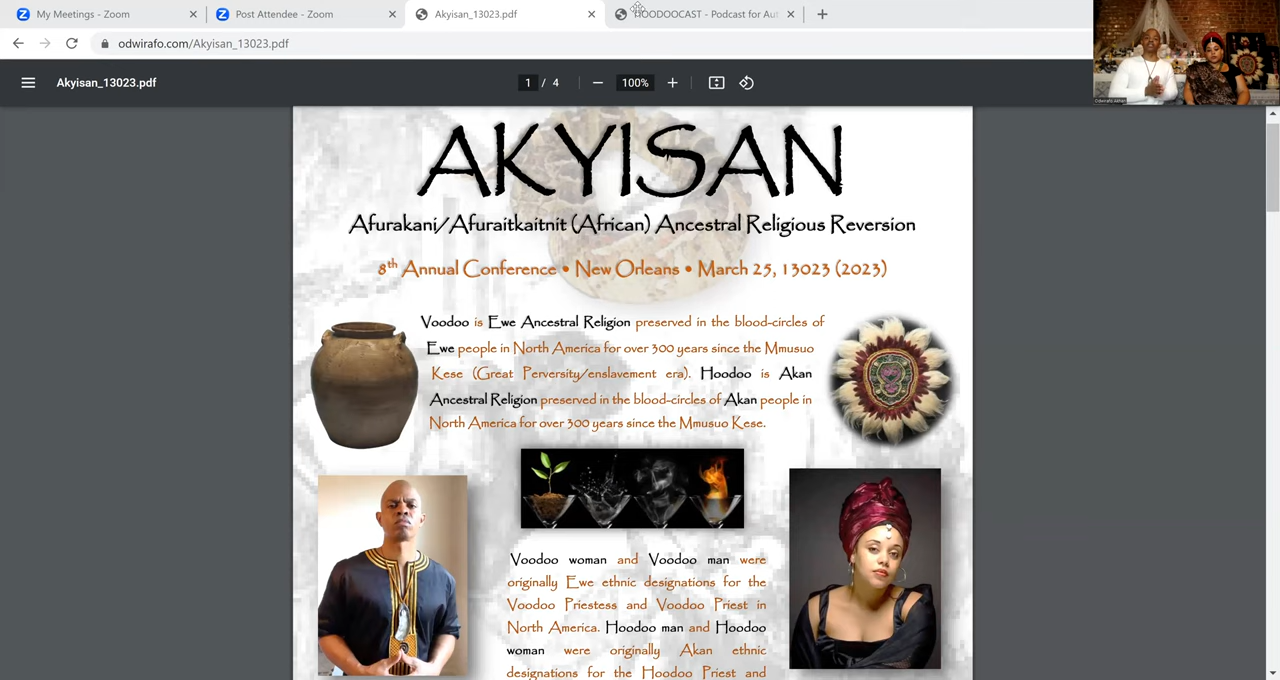 My Meetings - Zoom
Post Attendee - Zoom
Akyisan_13023.pdf
HOODOOCAST - Podcast for Aut
odwirafo.com/Akyisan_13023.pdf
Akyisan_13023.pdf
1 / 4
100%
AKYISAN
Afurakani/Afuraitkaitnit (African) Ancestral Religious Reversion
8th Annual Conference • New Orleans • March 25, 13023 (2023)
Voodoo is Ewe Ancestral Religion preserved in the blood-circles of
Ewe people in North America for over 300 years since the Mmusuo
Kese (Great Perversity/enslavement era). Hoodoo is Akan
Ancestral Religion preserved in the blood-circles of Akan people in
North America for over 300 years since the Mmusuo Kese.
Voodoo woman and Voodoo man were
originally Ewe ethnic designations for the
Voodoo Priestess and Voodoo Priest in
North America. Hoodoo man and Hoodoo
woman were originally Akan ethnic
designations for the Hoodoo Priest and